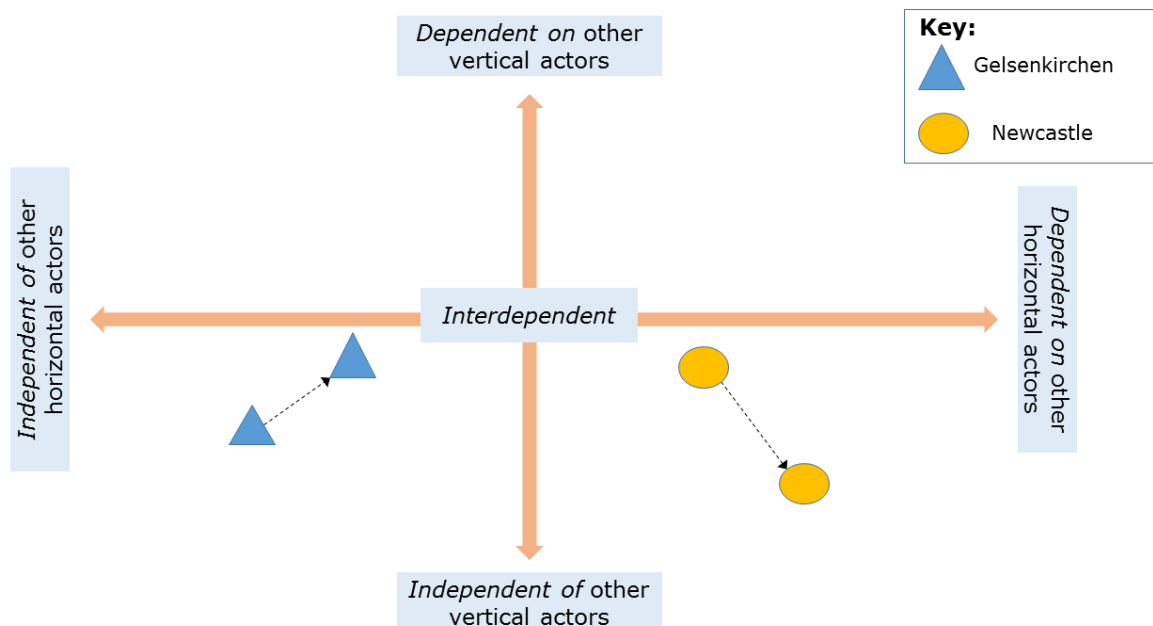 Dependent on other
vertical actors
Key:
Gelsenkirchen
Newcastle
Independent of other
horizontal actors
Interdependent
Dependent on other
horizontal actors
Independent of other
vertical actors